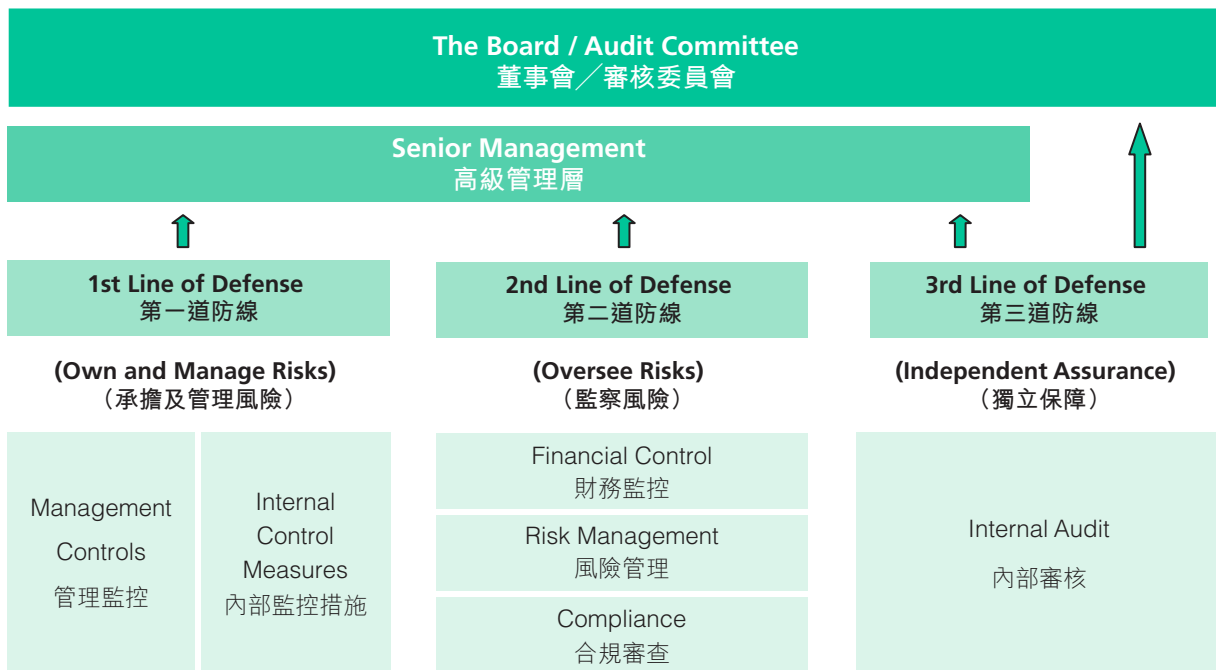 The Board / Audit Committee
董事會╱審核委員會
Senior Management
高級管理層
1st Line of Defense
第一道防線
(Own and Manage Risks)
（承擔及管理風險）
Management
Controls
管理監控
Internal
Control
Measures
內部監控措施
2nd Line of Defense
第二道防線
(Oversee Risks)
（監察風險）
Financial Control
財務監控
Risk Management
風險管理
Compliance
合規審查
3rd Line of Defense
第三道防線
(Independent Assurance)
（獨立保障）
Internal Audit
內部審核